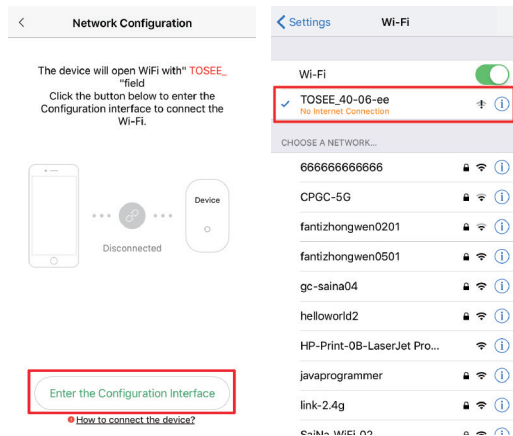 Network Configuration
The device will open WiFi with" TOSEE_
"field
Click the button below to enter the
Configuration interface to connect the
Wi-Fi.
Device
Disconnected
Enter the Configuration Interface
How to connect the device?
Settings
Wi-Fi
Wi-Fi
TOSEE_40-06-ee
No Internet Connection
CHOOSE A NETWORK...
666666666666
CPGC-5G
fantizhongwen0201
fantizhongwen0501
gc-saina04
helloworld2
HP-Print-0B-LaserJet Pro...
javaprogrammer
link-2.4g
SaiNa-WiFi-02